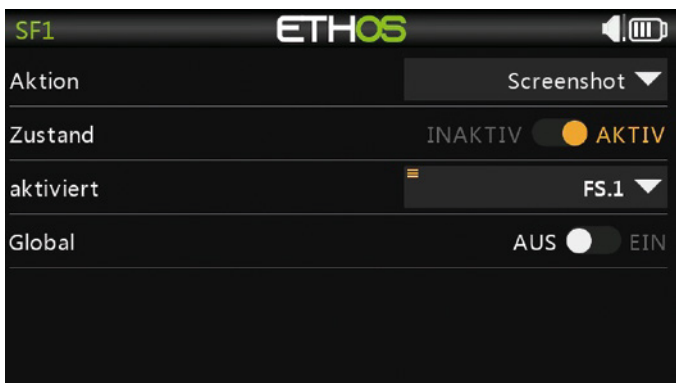 SF1 ETHOS
Aktion Screenshot
Zustand INAKTIV AKTIV
aktiviert FS.1
Global AUS EIN